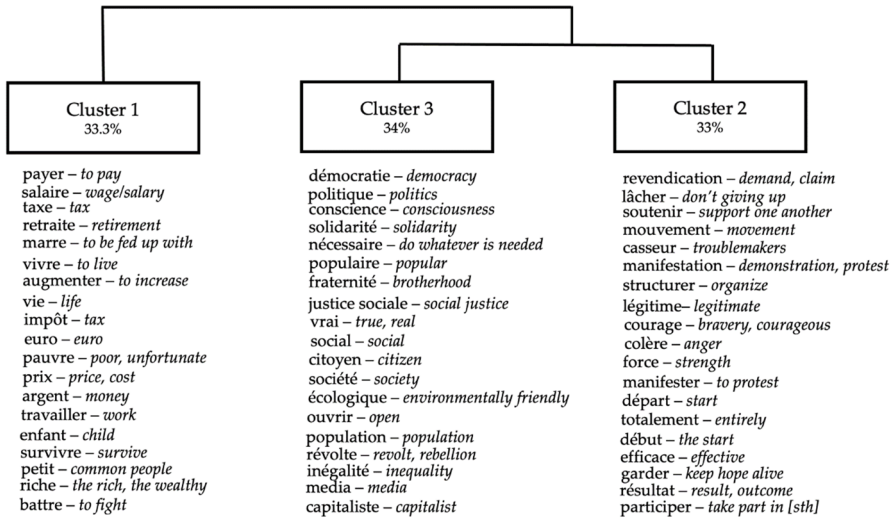 Cluster 1
33.3%
payer – to pay
salaire – wage/salary
taxe – tax
retraite – retirement
marre – to be fed up with
vivre – to live
augmenter – to increase
vie – life
impôt – tax
euro – euro
pauvre – poor, unfortunate
prix – price, cost
argent – money
travailler – work
enfant – child
survivre – survive
petit – common people
riche – the rich, the wealthy
battre – to fight
Cluster 3
34%
démocratie – democracy
politique – politics
conscience – consciousness
solidarité – solidarity
nécessaire – do whatever is needed
populaire – popular
fraternité – brotherhood
justice sociale – social justice
vrai – true, real
social – social
citoyen – citizen
société – society
écologique – environmentally friendly
ouvrir – open
population – population
révolte – revolt, rebellion
inégalité – inequality
media – media
capitaliste – capitalist
Cluster 2
33%
revendication – demand, claim
lâcher – don't giving up
soutenir – support one another
mouvement – movement
casseur – troublemakers
manifestation – demonstration, protest
structurer – organize
légitime– legitimate
courage – bravery, courageous
colère – anger
force – strength
manifester – to protest
départ – start
totalement – entirely
début – the start
efficace – effective
garder – keep hope alive
résultat – result, outcome
participer – take part in [sth]